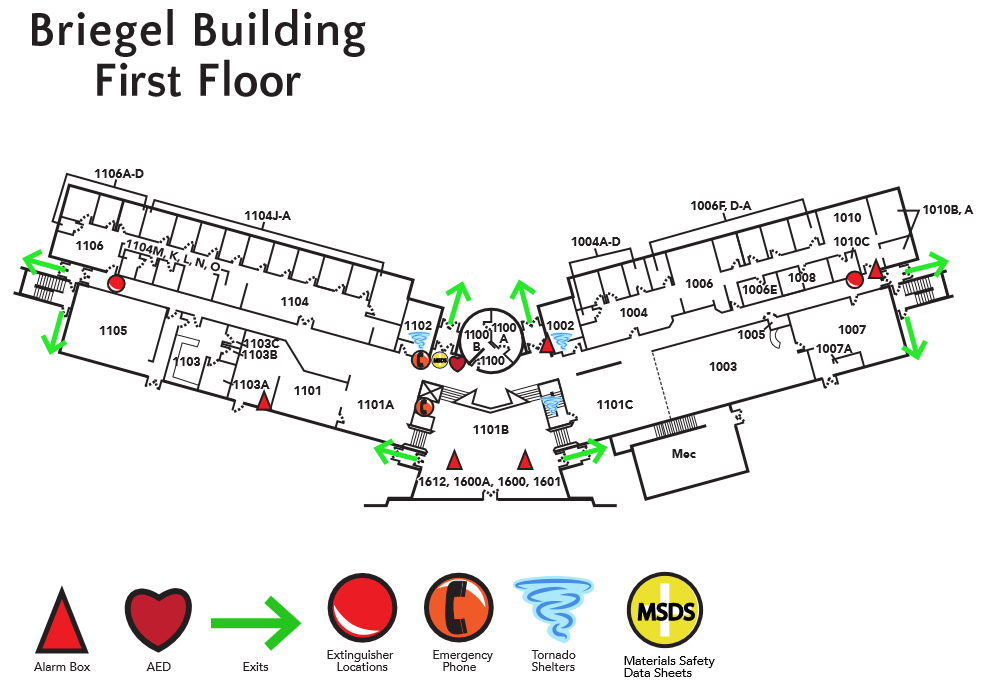 Briegel Building
First Floor
1106A-D
1104J-A
1006F, D-A
1004A-D
1010B, A
1010
1010C
1106
1104M, K, L, N, O
1104
1102
1100
B
1100
A
1100
1002
1004
1006
1006E
1008
1105
1103
1103C
1103B
1103A
1101
1101A
1101B
1101C
1003
1005
1007
1007A
Mec
MSDS
1612, 1600A, 1600, 1601
MSDS
Alarm Box
AED
Exits
Extinguisher
Locations
Emergency
Phone
Tornado
Shelters
Materials Safety
Data Sheets